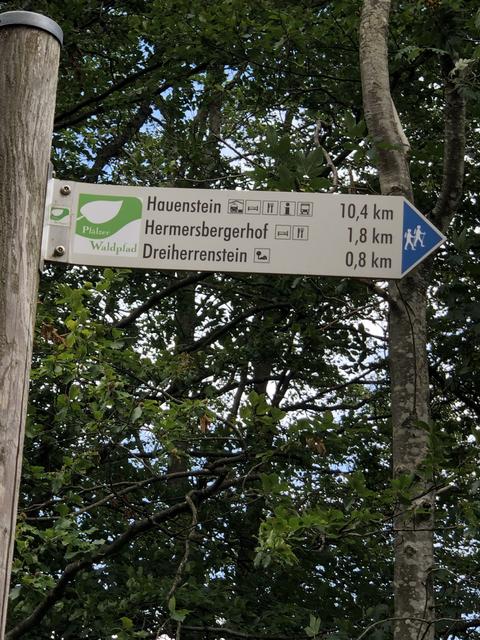 Pfälzer
Waldpfad
Hauenstein 10,4 km
Hermersbergerhof 1,8 km
Dreiherrenstein 0,8 km